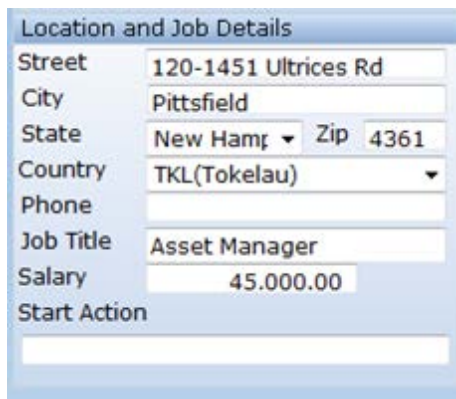 Location and Job Details
Street 120-1451 Ultrices Rd
City Pittsfield
State New Hamp Zip 4361
Country TKL(Tokelau)
Phone
Job Title Asset Manager
Salary 45.000.00
Start Action